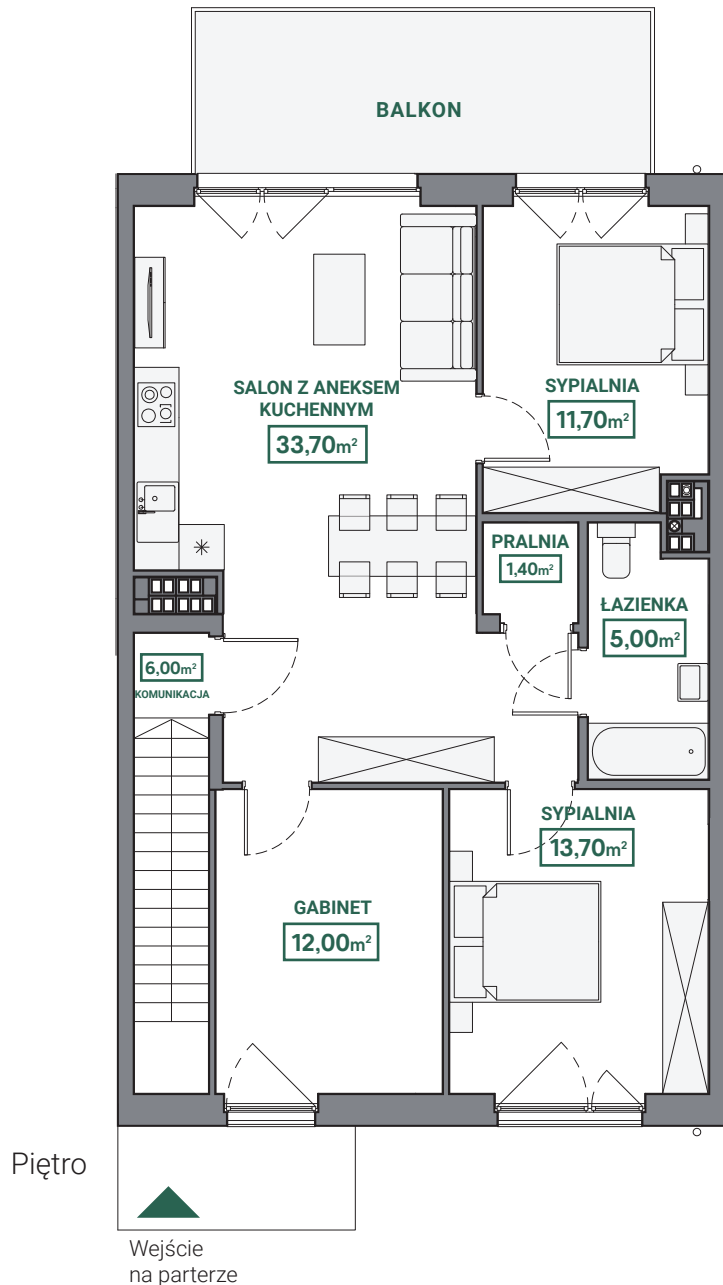 BALKON
SALON Z ANEKSEM
KUCHENNYM
33,70m²
SYPIALNIA
11,70m²
PRALNIA
1,40m²
ŁAZIENKA
5,00m²
6,00m²
KOMUNIKACJA
SYPIALNIA
13,70m²
GABINET
12,00m²
Piętro
Wejście
na parterze